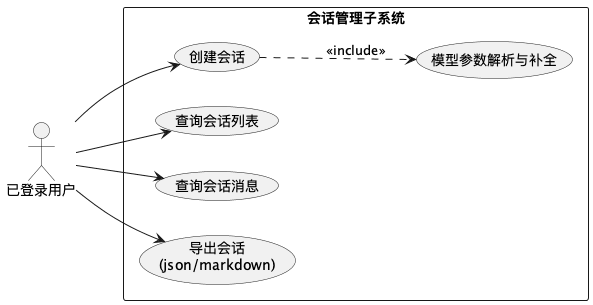 会话管理子系统
创建会话
«include»
模型参数解析与补全
查询会话列表
已登录用户
查询会话消息
导出会话
(json/markdown)